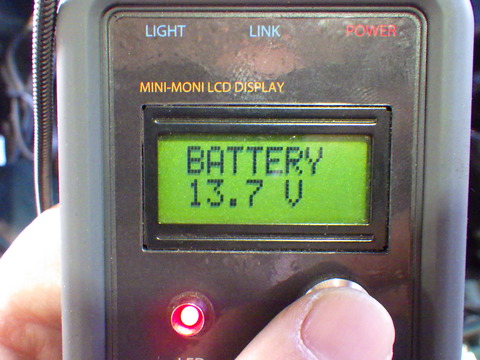 LIGHT LINK POWER
MINI-MONI LCD DISPLAY
BATTERY
13.7 V